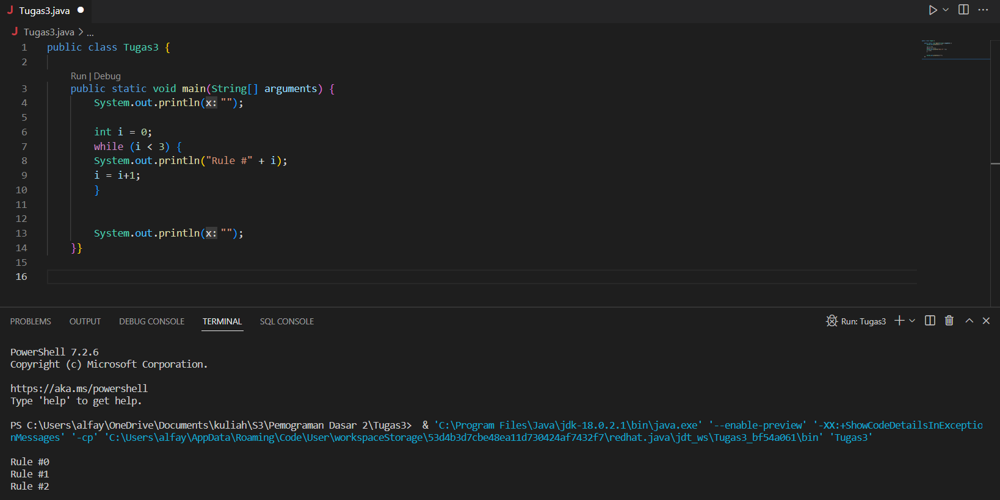 Tugas3.java
Tugas3.java > ...
1 public class Tugas3 {
2
Run | Debug
3 public static void main(String[] arguments) {
4 System.out.println(x: "");
5
6 int i = 0;
7 while (i < 3) {
8 System.out.println("Rule #" + i);
9 i = i+1;
10 }
11
12
13 System.out.println(x: "");
14 }}
15
16
PROBLEMS OUTPUT DEBUG CONSOLE TERMINAL SQL CONSOLE Run: Tugas3
PowerShell 7.2.6
Copyright (c) Microsoft Corporation.
https://aka.ms/powershell
Type 'help' to get help.
PS C:\Users\alfay\OneDrive\Documents\kuliah\S3\Pemograman Dasar 2\Tugas3> & 'C:\Program Files\Java\jdk-18.0.2.1\bin\java.exe' '--enable-preview' '-XX:+ShowCodeDetailsInExceptio
nMessages' '-cp' 'C:\Users\alfay\AppData\Roaming\Code\User\workspaceStorage\53d4b3d7cbe48ea11d730424af7432f7\redhat.java\jdt_ws\Tugas3_bf54a061\bin' 'Tugas3'
Rule #0
Rule #1
Rule #2